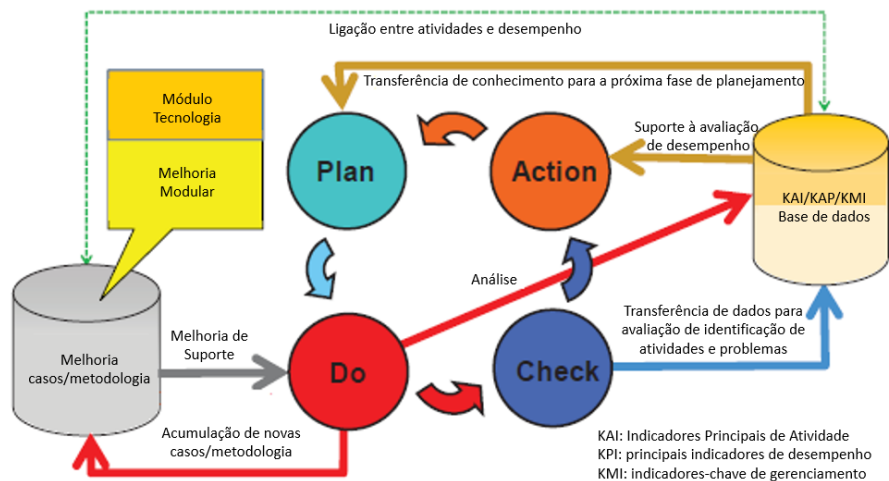 Ligação entre atividades e desempenho
Transferência de conhecimento para a próxima fase de planejamento
Módulo
Tecnologia
Melhoria
Modular
Plan
Action
Suporte à avaliação
de desempenho
KAI/KAP/KMI
Base de dados
Análise
Melhoria de
Suporte
Melhoria
casos/metodologia
Do
Check
Transferência de dados para
avaliação de identificação de
atividades e problemas
Acumulação de novas
casos/metodologia
KAI: Indicadores Principais de Atividade
KPI: principais indicadores de desempenho
KMI: indicadores-chave de gerenciamento